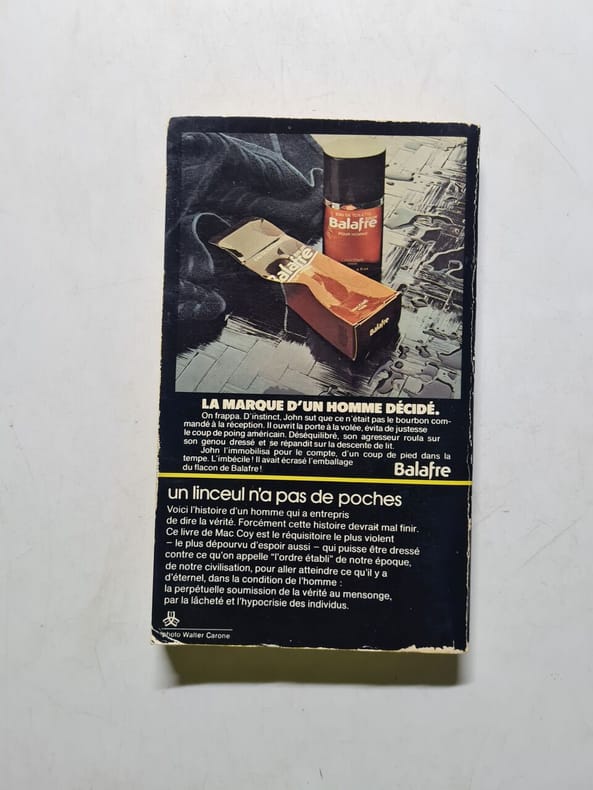 EAU DE TOILETTE
Balafre
POUR HOMME
Balafre
Balafre
LA MARQUE D'UN HOMME DÉCIDÉ.
On frappa. D'instinct, John sut que ce n'était pas le bourbon com-
mandé à la réception. Il ouvrit la porte à la volée, évita de justesse
le coup de poing américain. Déséquilibré, son agresseur roula sur
son genou dressé et se répandit sur la descente de lit.
John l'immobilisa pour le compte, d'un coup de pied dans la
tempe. L'imbécile ! Il avait écrasé l'emballage
du flacon de Balafre !
Balafre
un linceul n'a pas de poches
Voici l'histoire d'un homme qui a entrepris
de dire la vérité. Forcément cette histoire devrait mal finir.
Ce livre de Mac Coy est le réquisitoire le plus violent
– le plus dépourvu d'espoir aussi – qui puisse être dressé
contre ce qu'on appelle "l'ordre établi" de notre époque,
de notre civilisation, pour aller atteindre ce qu'il y a
d'éternel, dans la condition de l'homme :
la perpétuelle soumission de la vérité au mensonge,
par la lâcheté et l'hypocrisie des individus.
photo Walter Carone